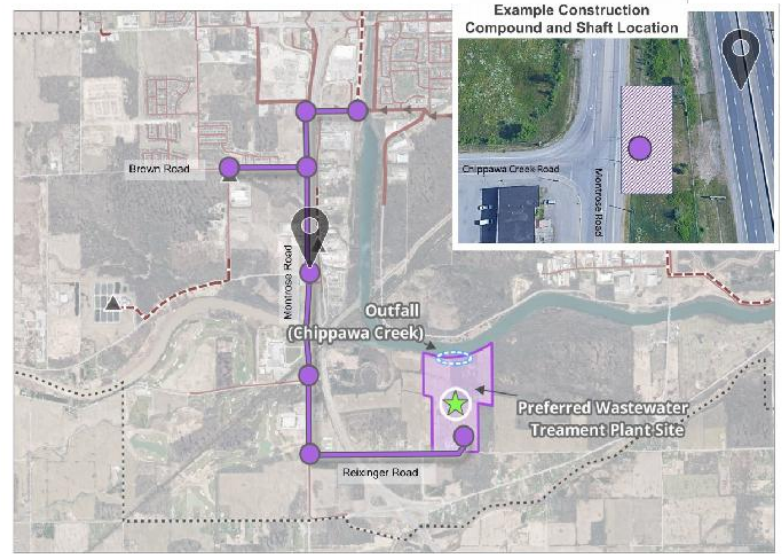 Example Construction
Compound and Shaft Location
Chippawa Creek Road
Montrose Road
Brown Road
Montrose Road
Outfall
(Chippawa Creek)
Preferred Wastewater
Treament Plant Site
Reixinger Road